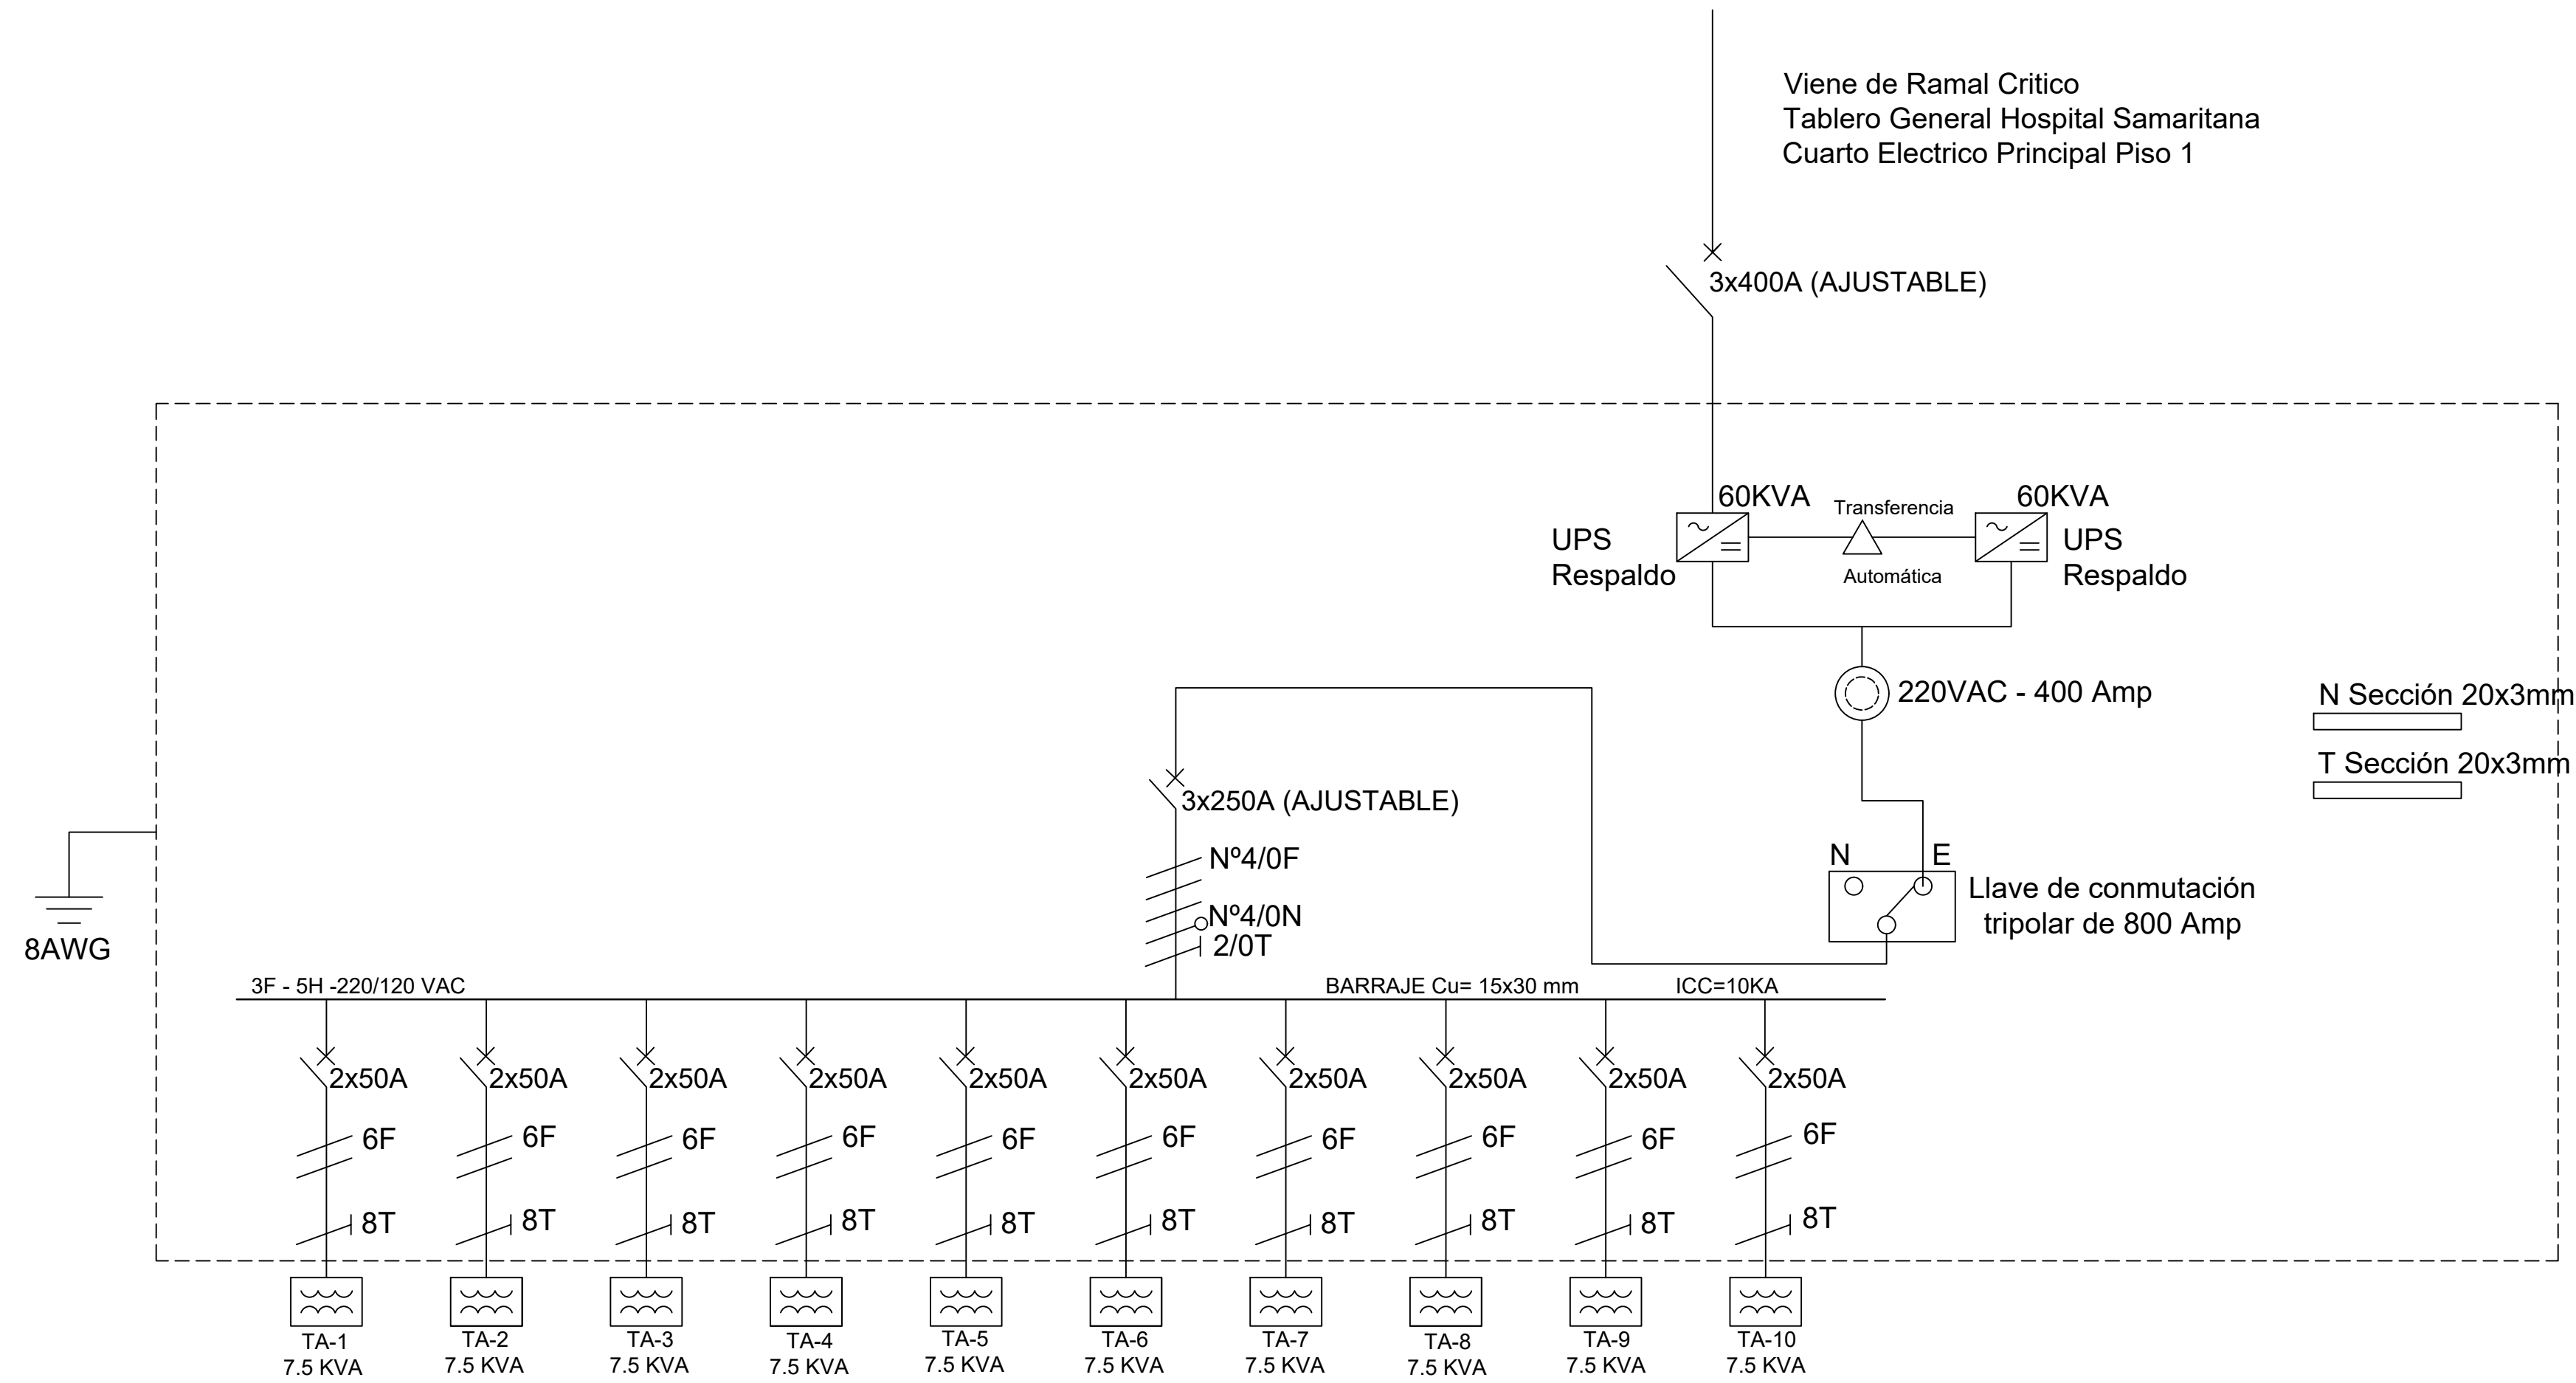 Viene de Ramal Critico
Tablero General Hospital Samaritana
Cuarto Electrico Principal Piso 1
3x400A (AJUSTABLE)
60KVA
Transferencia
60KVA
UPS
Respaldo
Automática
UPS
Respaldo
220VAC - 400 Amp
N Sección 20x3mm
T Sección 20x3mm
3x250A (AJUSTABLE)
Nº4/0F
Nº4/0N
2/0T
N
E
Llave de conmutación
tripolar de 800 Amp
8AWG
3F - 5H -220/120 VAC
BARRAJE Cu= 15x30 mm
ICC=10KA
2x50A
2x50A
2x50A
2x50A
2x50A
2x50A
2x50A
2x50A
2x50A
2x50A
6F
6F
6F
6F
6F
6F
6F
6F
6F
6F
8T
8T
8T
8T
8T
8T
8T
8T
8T
8T
TA-1
7.5 KVA
TA-2
7.5 KVA
TA-3
7.5 KVA
TA-4
7.5 KVA
TA-5
7.5 KVA
TA-6
7.5 KVA
TA-7
7.5 KVA
TA-8
7.5 KVA
TA-9
7.5 KVA
TA-10
7.5 KVA